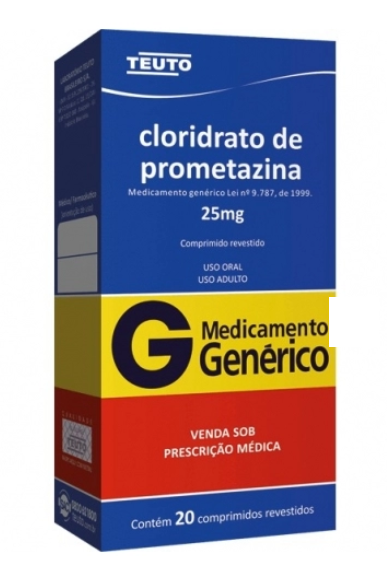 TEUTO
cloridrato de
prometazina
Medicamento genérico Lei nº 9.787, de 1999.
25mg
Comprimido revestido
USO ORAL
USO ADULTO
G Medicamento
Genérico
VENDA SOB
PRESCRIÇÃO MÉDICA
Contém 20 comprimidos revestidos
TEUTO